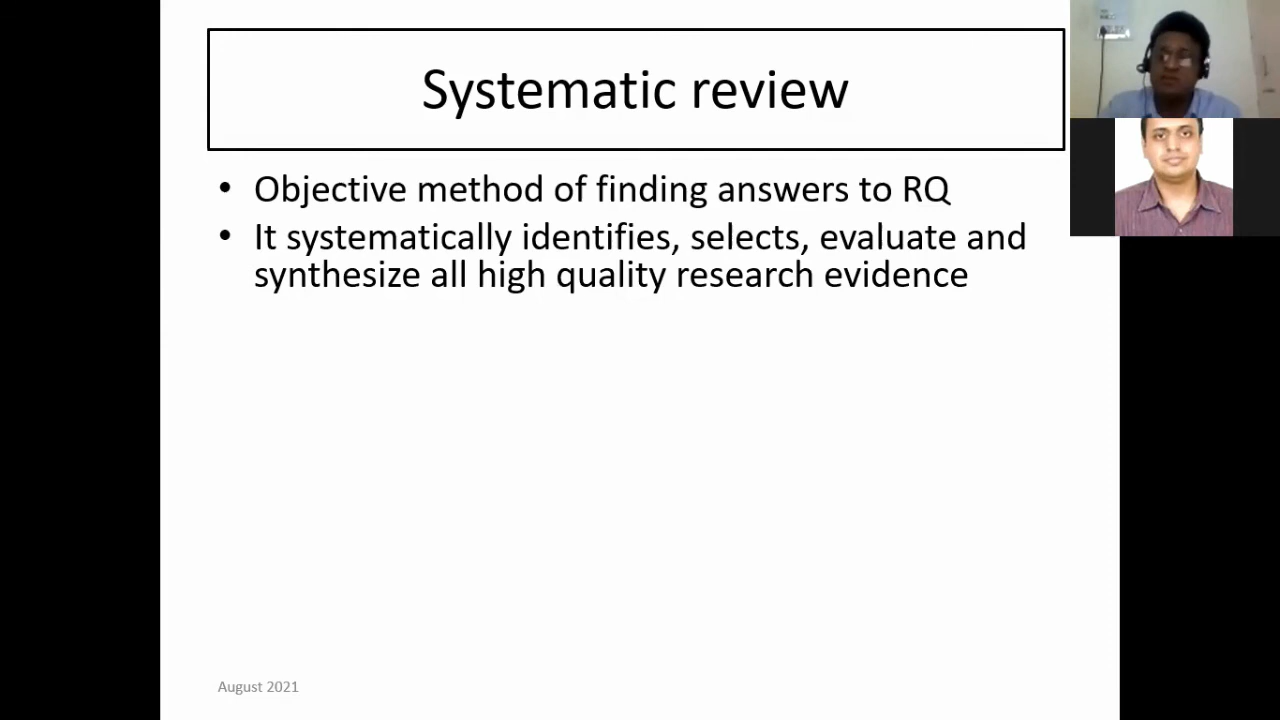 Systematic review
• Objective method of finding answers to RQ
• It systematically identifies, selects, evaluate and
synthesize all high quality research evidence
August 2021